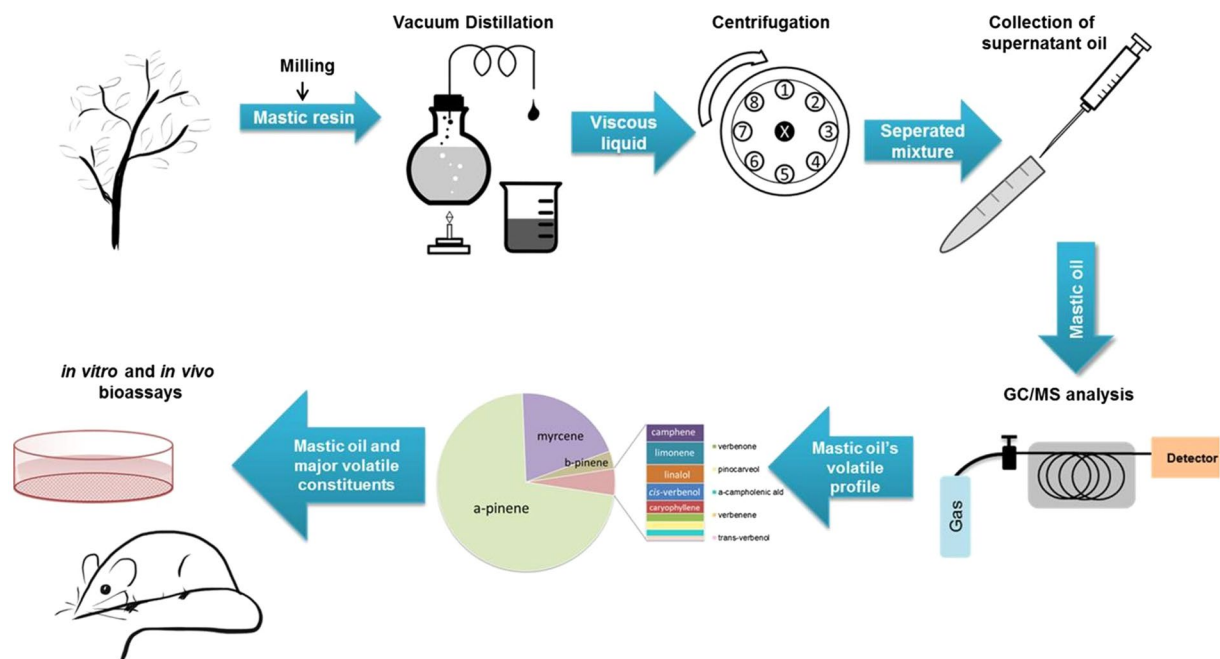 Vacuum Distillation
Centrifugation
Collection of
supernatant oil
Milling
Mastic resin
Viscous
liquid
1
2
3
4
5
6
7
8
X
Seperated
mixture
Mastic oil
GC/MS analysis
Detector
Gas
Mastic oil's
volatile
profile
myrcene
b-pinene
a-pinene
camphene
limonene
linalol
cis-verbenol
caryophyllene
verbenone
pinocarveol
a-campholenic ald
verbenene
trans-verbenol
Mastic oil and
major volatile
constituents
in vitro and in vivo
bioassays